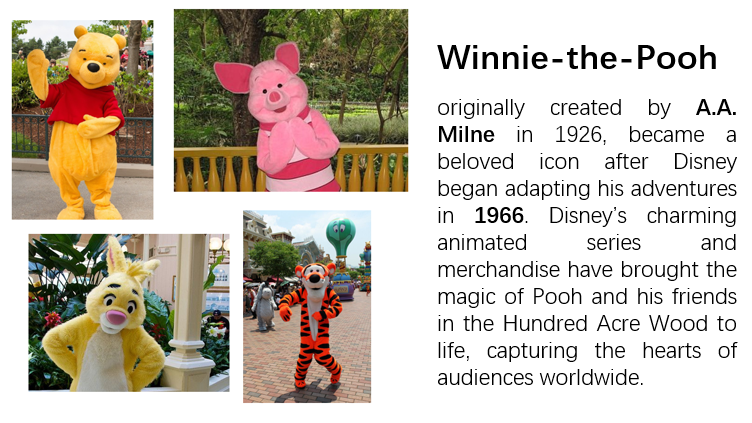 Winnie-the-Pooh
originally created by A.A.
Milne in 1926, became a
beloved icon after Disney
began adapting his adventures
in 1966. Disney’s charming
animated series and
merchandise have brought the
magic of Pooh and his friends
in the Hundred Acre Wood to
life, capturing the hearts of
audiences worldwide.